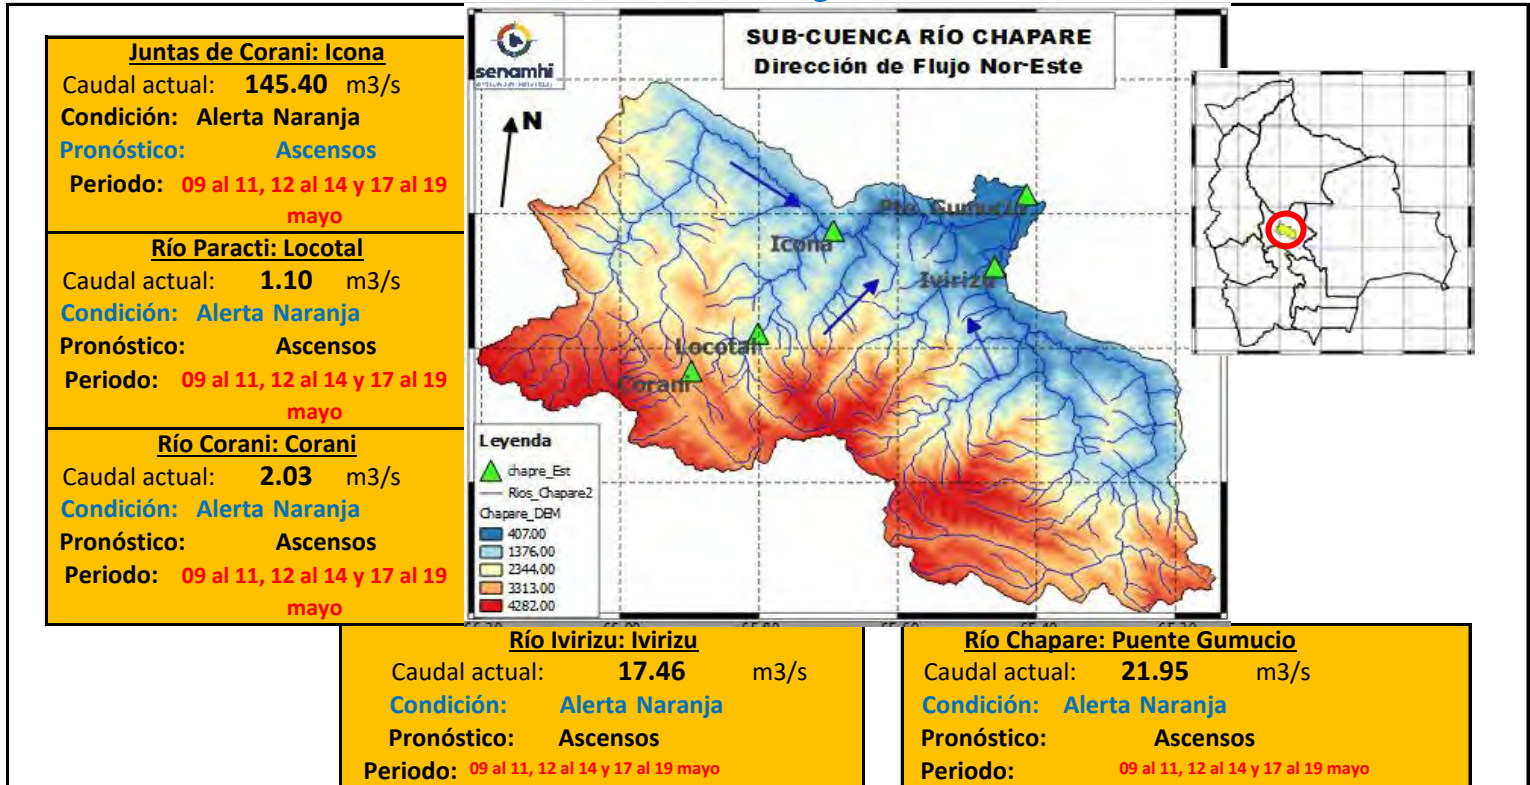 Juntas de Corani: Icona
Caudal actual: 145.40 m3/s
Condición: Alerta Naranja
Pronóstico: Ascensos
Periodo: 09 al 11, 12 al 14 y 17 al 19
mayo
Río Paracti: Locotal
Caudal actual: 1.10 m3/s
Condición: Alerta Naranja
Pronóstico: Ascensos
Periodo: 09 al 11, 12 al 14 y 17 al 19
mayo
Río Corani: Corani
Caudal actual: 2.03 m3/s
Condición: Alerta Naranja
Pronóstico: Ascensos
Periodo: 09 al 11, 12 al 14 y 17 al 19
mayo
senamhi
SUB-CUENCA RÍO CHAPARE
Dirección de Flujo Nor-Este
N
Pte. Gumucio
Icona
Ivirizu
Locotal
Corani
Leyenda
chapre_Est
Rios_Chapare2
Chapare_DEM
407.00
1376.00
2344.00
3313.00
4282.00
Río Ivirizu: Ivirizu
Caudal actual: 17.46 m3/s
Condición: Alerta Naranja
Pronóstico: Ascensos
Periodo: 09 al 11, 12 al 14 y 17 al 19 mayo
Río Chapare: Puente Gumucio
Caudal actual: 21.95 m3/s
Condición: Alerta Naranja
Pronóstico: Ascensos
Periodo: 09 al 11, 12 al 14 y 17 al 19 mayo